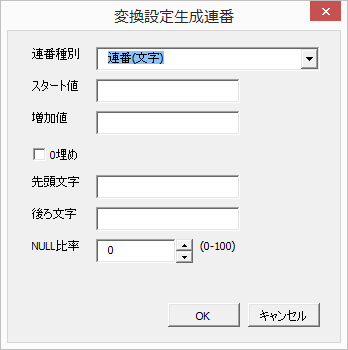 変換設定生成連番
連番種別 連番(文字)
スタート値
増加値
0埋め
先頭文字
後ろ文字
NULL比率 0 (0-100)
OK キャンセル